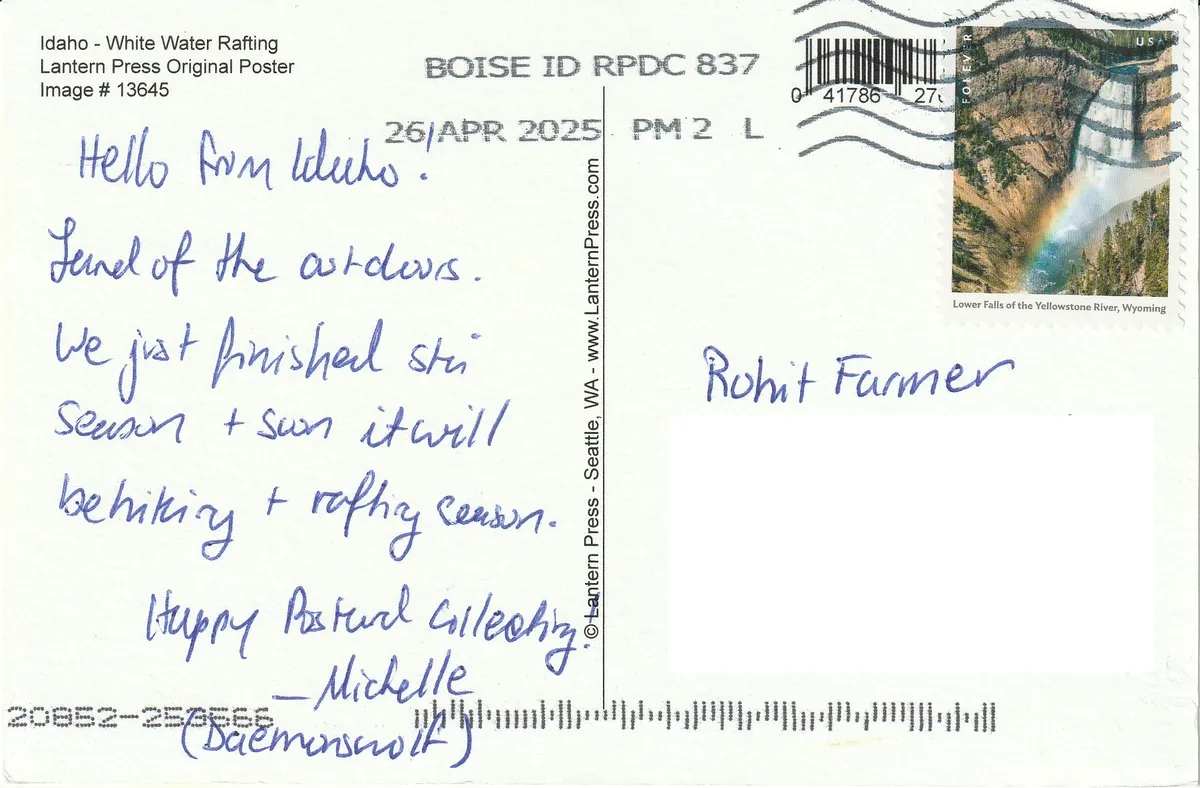 Idaho - White Water Rafting
Lantern Press Original Poster
Image # 13645
BOISE ID RPDC 837
26 APR 2025 PM 2 L
0 41786 27
FOREVER
USA
Lower Falls of the Yellowstone River, Wyoming
Hello from Idaho!
Land of the outdoors.
We just finished ski
season + soon it will
be hiking + rafting season.
Happy Postcard Collecting!
— Michelle
(Daemonswolf)
© Lantern Press - Seattle, WA - www.LanternPress.com
Rohit Farmer